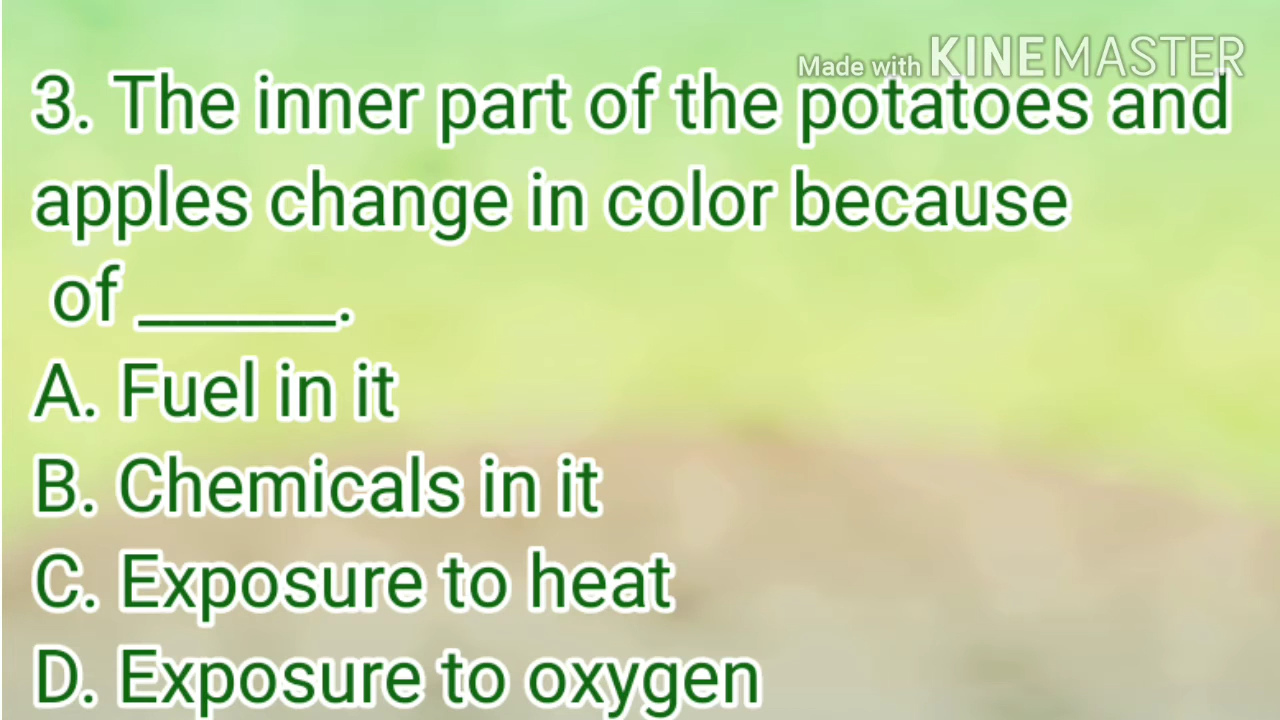 Made with KINEMASTER
3. The inner part of the potatoes and
apples change in color because
of ______.
A. Fuel in it
B. Chemicals in it
C. Exposure to heat
D. Exposure to oxygen